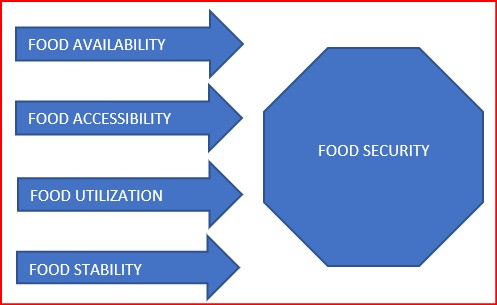 FOOD AVAILABILITY
FOOD ACCESSIBILITY
FOOD UTILIZATION
FOOD STABILITY
FOOD SECURITY